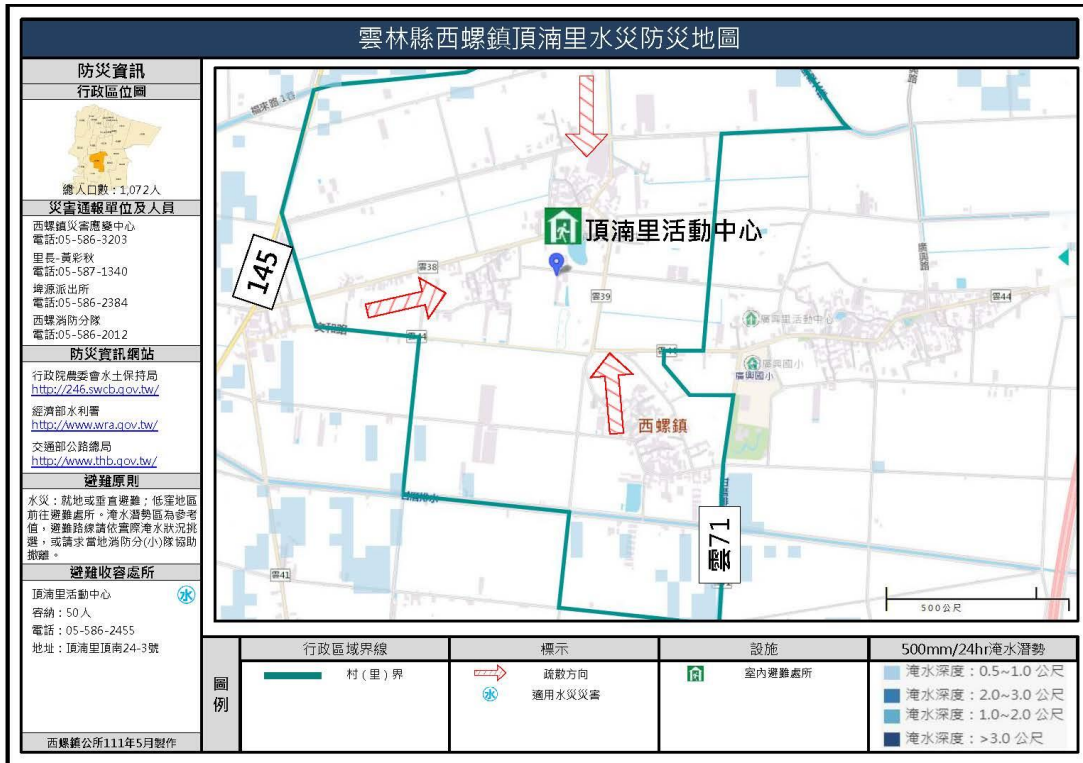 雲林縣西螺鎮頂湳里水災防災地圖
防災資訊
行政區位圖
總人口數：1,072人
災害通報單位及人員
西螺鎮災害應變中心
電話:05-586-3203
里長-黃彩秋
電話:05-587-1340
埤源派出所
電話:05-586-2384
西螺消防分隊
電話:05-586-2012
防災資訊網站
行政院農委會水土保持局
http://246.swcb.gov.tw/
經濟部水利署
http://www.wra.gov.tw/
交通部公路總局
http://www.thb.gov.tw/
避難原則
水災：就地或垂直避難；低窪地區
前往避難處所。淹水潛勢區為參考
值，避難路線請依實際淹水狀況挑
選，或請求當地消防分(小)隊協助
撤離。
避難收容處所
頂湳里活動中心
水
容納：50人
電話：05-586-2455
地址：頂湳里頂南24-3號
西螺鎮公所111年5月製作
頂湳里活動中心
145
雲38
雲39
雲44
廣興路
廣興里活動中心
廣興國小
廣興國小
西螺鎮
雲71
雲41
500公尺
圖例
行政區域界線
村(里)界
標示
疏散方向
水
適用水災災害
設施
室內避難處所
500mm/24hr淹水潛勢
淹水深度：0.5~1.0 公尺
淹水深度：2.0~3.0 公尺
淹水深度：1.0~2.0 公尺
淹水深度：>3.0 公尺